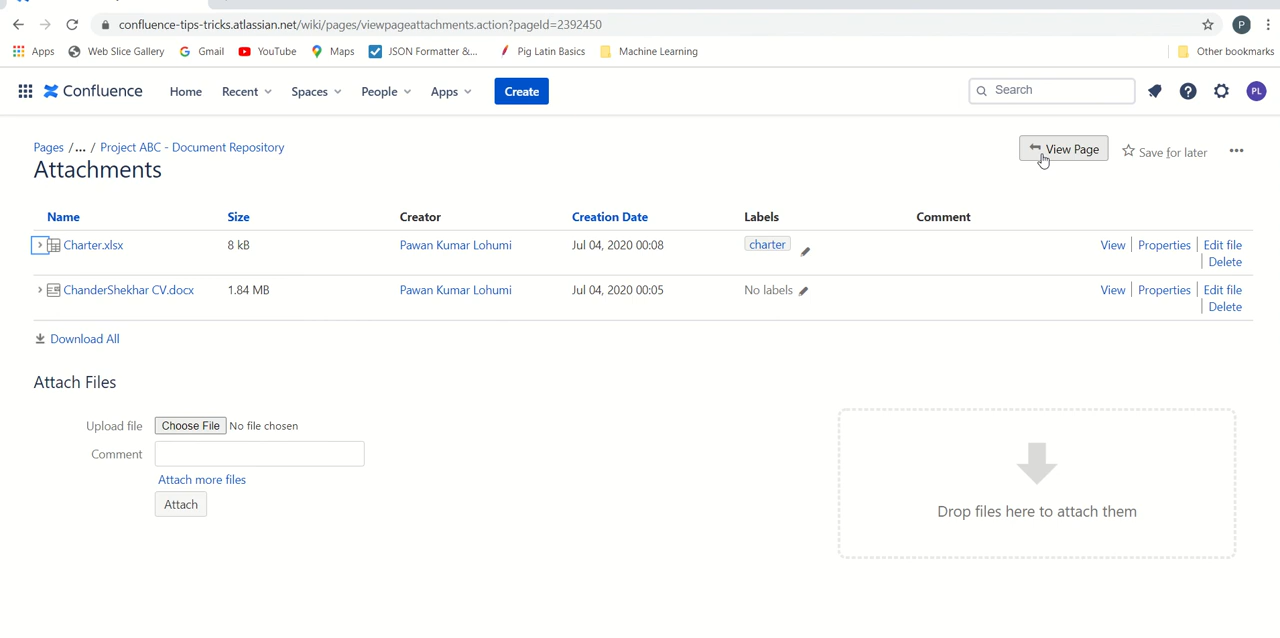 confluence-tips-tricks.atlassian.net/wiki/pages/viewpageattachments.action?pageId=2392450 P
Apps Web Slice Gallery Gmail YouTube Maps JSON Formatter &... Pig Latin Basics Machine Learning Other bookmarks
Confluence Home Recent Spaces People Apps Create Search PL
Pages /... / Project ABC - Document Repository
View Page Save for later
Attachments
Name Size Creator Creation Date Labels Comment
Charter.xlsx 8 kB Pawan Kumar Lohumi Jul 04, 2020 00:08 charter View Properties Edit file
Delete
ChanderShekhar CV.docx 1.84 MB Pawan Kumar Lohumi Jul 04, 2020 00:05 No labels View Properties Edit file
Delete
Download All
Attach Files
Upload file Choose File No file chosen
Comment
Attach more files
Attach
Drop files here to attach them